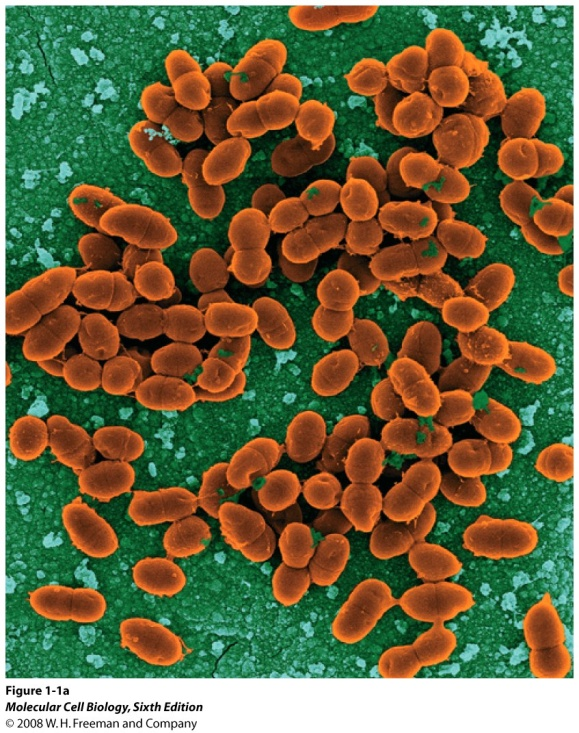 Figure 1-1a
Molecular Cell Biology, Sixth Edition
© 2008 W. H. Freeman and Company